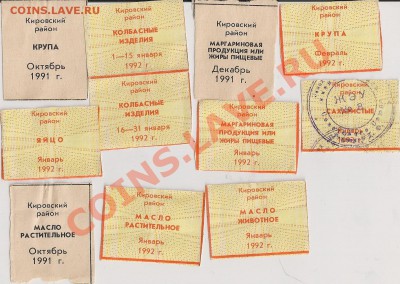 COINS.LAVE.RU
Кировский
район
КРУПА
Октябрь
1991 г.
Кировский
район
КОЛБАСНЫЕ
ИЗДЕЛИЯ
1—15 января
1992 г.
Кировский
район
МАРГАРИНОВАЯ
ПРОДУКЦИЯ ИЛИ
ЖИРЫ ПИЩЕВЫЕ
Декабрь
1991 г.
Кировский
район
КРУПА
Февраль
1992 г.
Кировский
район
ЯЙЦО
Январь
1992 г.
Кировский
район
КОЛБАСНЫЕ
ИЗДЕЛИЯ
16—31 января
1992 г.
Кировский
район
МАРГАРИНОВАЯ
ПРОДУКЦИЯ ИЛИ
ЖИРЫ ПИЩЕВЫЕ
Январь
1992 г.
Кировский
район
МАСЛО
РАСТИТЕЛЬНОЕ
Октябрь
1991 г.
Кировский
район
МАСЛО
РАСТИТЕЛЬНОЕ
Январь
1992 г.
Кировский
район
МАСЛО
ЖИВОТНОЕ
Январь
1992 г.
COINS.LAVE.RU